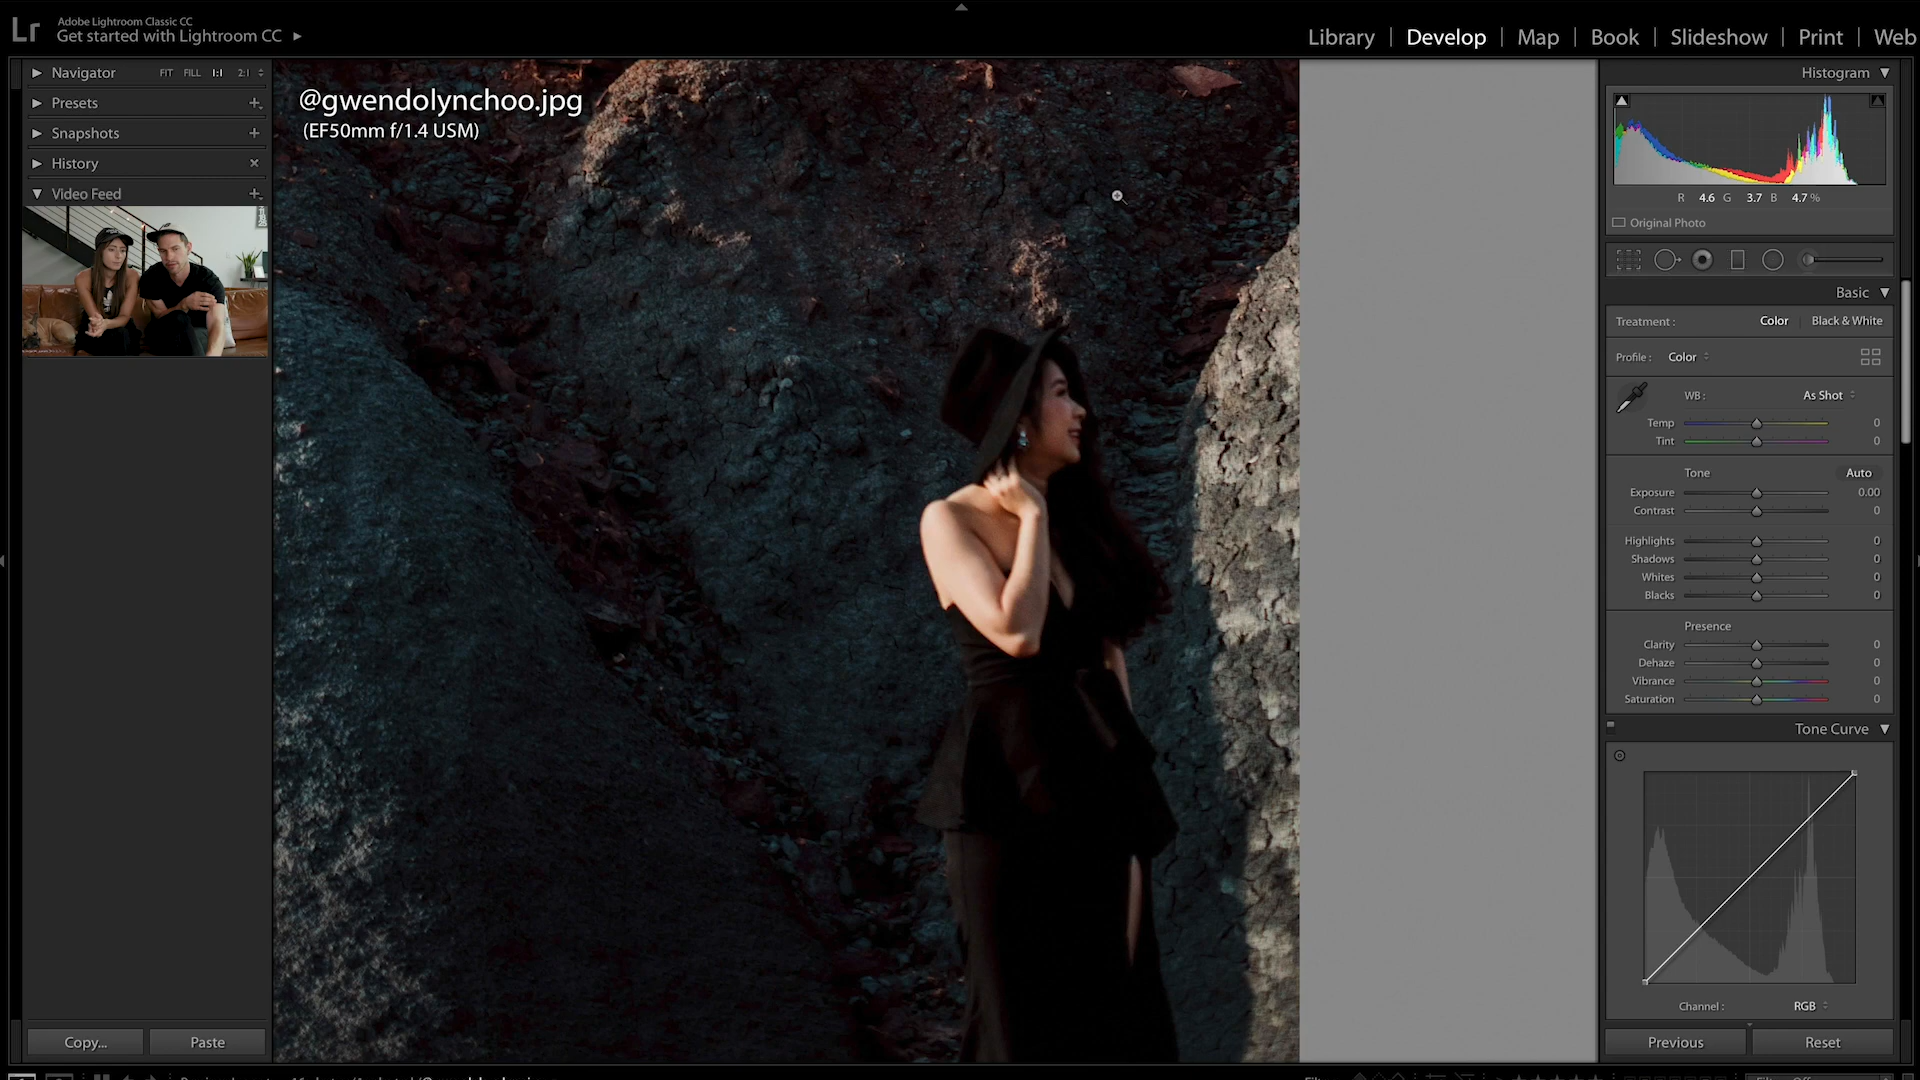 Adobe Lightroom Classic CC
Get started with Lightroom CC
Library | Develop | Map | Book | Slideshow | Print | Web
Navigator FIT FILL 1:1 2:1
Presets
Snapshots
History
Video Feed
@gwendolynchoo.jpg
(EF50mm f/1.4 USM)
Copy...
Paste
Histogram
R 4.6 G 3.7 B 4.7 %
Original Photo
Basic
Treatment : Color Black & White
Profile : Color
WB : As Shot
Temp 0
Tint 0
Tone Auto
Exposure 0.00
Contrast 0
Highlights 0
Shadows 0
Whites 0
Blacks 0
Presence
Clarity 0
Dehaze 0
Vibrance 0
Saturation 0
Tone Curve
Channel : RGB
Previous
Reset